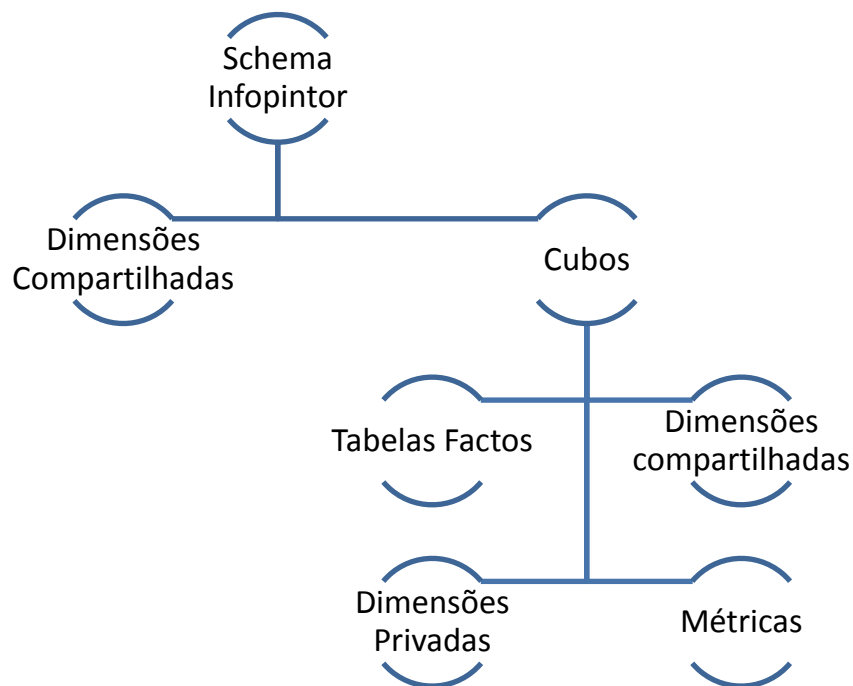 Schema
Infopintor
Dimensões
Compartilhadas
Cubos
Tabelas Factos
Dimensões
compartilhadas
Dimensões
Privadas
Métricas